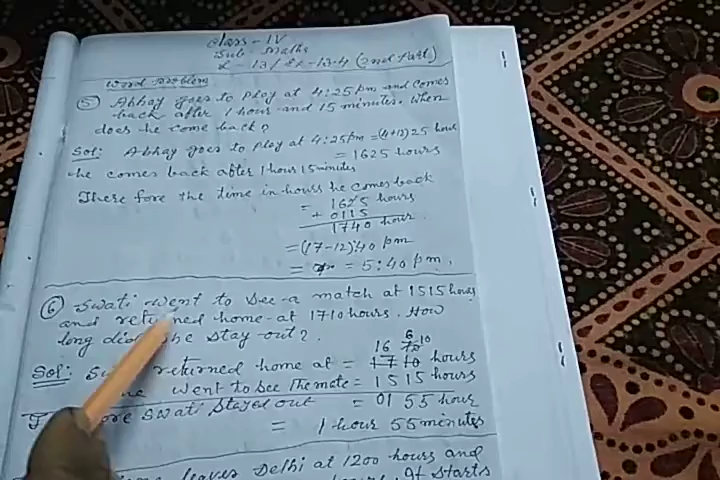 Class - IV
Sub - Maths
L - 13 / Ex - 13.4 (2nd Part)
Word Problem
(5) Abhay goes to play at 4:25 pm and comes
back after 1 hour and 15 minutes. When
does he come back?
Sol: Abhay goes to play at 4:25 pm = (4+12) 25 hour
= 1625 hours
he comes back after 1 hour 15 minutes
There fore the time in hours he comes back
= 1625 hours
+ 0115
1740 hour
= (17-12):40 pm
= = 5:40 pm.
(6) Swati went to see a match at 1515 hours
and returned home at 1710 hours. How
long did she stay out?
16 6 10
Sol: returned home at = 1710 hours
went to see the mate = 1515 hours
Swati stayed out = 01 55 hour
= 1 hour 55 minutes
leaves Delhi at 1200 hours and
hours. It starts